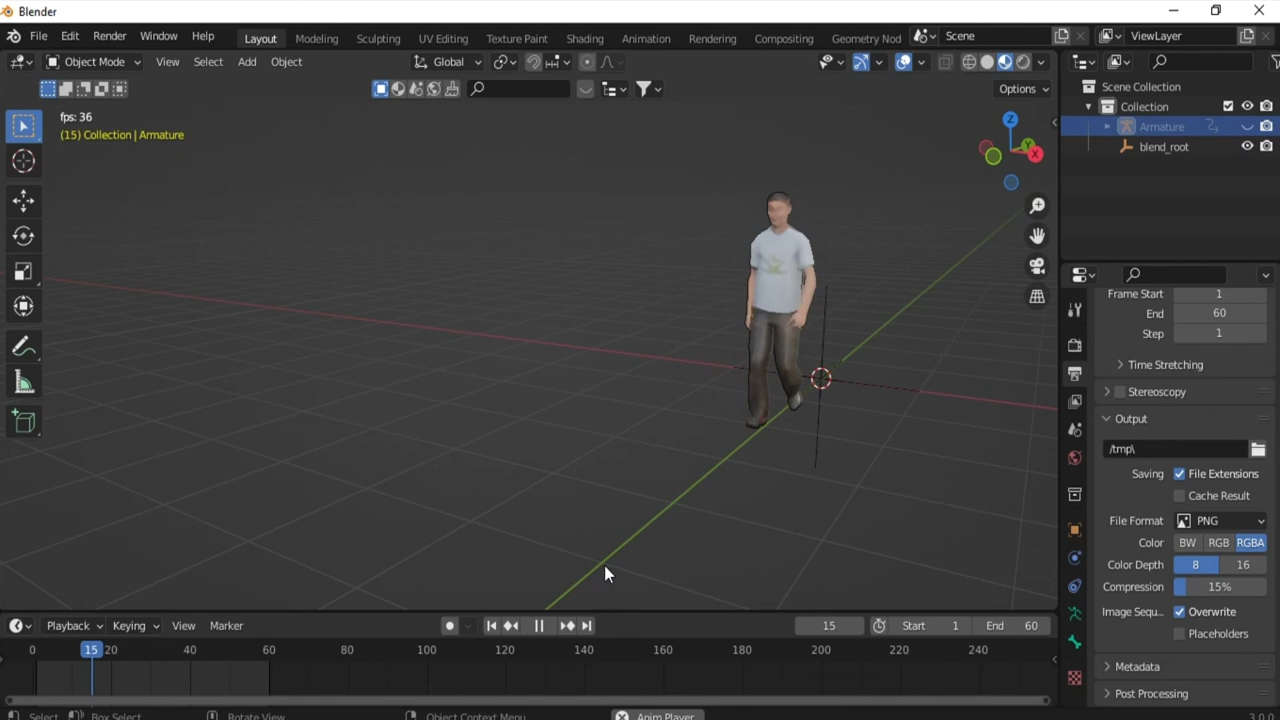 Blender
File Edit Render Window Help Layout Modeling Sculpting UV Editing Texture Paint Shading Animation Rendering Compositing Geometry Nod Scene ViewLayer
Object Mode View Select Add Object Global
Options
Scene Collection
Collection
Armature
blend_root
fps: 36
(15) Collection | Armature
Z
Y
X
Frame Start 1
End 60
Step 1
Time Stretching
Stereoscopy
Output
/tmp\
Saving File Extensions
Cache Result
File Format PNG
Color BW RGB RGBA
Color Depth 8 16
Compression 15%
Image Sequ... Overwrite
Placeholders
Metadata
Post Processing
Playback Keying View Marker 15 Start 1 End 60
0 15 20 40 60 80 100 120 140 160 180 200 220 240
Select Box Select Rotate View Object Context Menu Anim Player 3.0.0